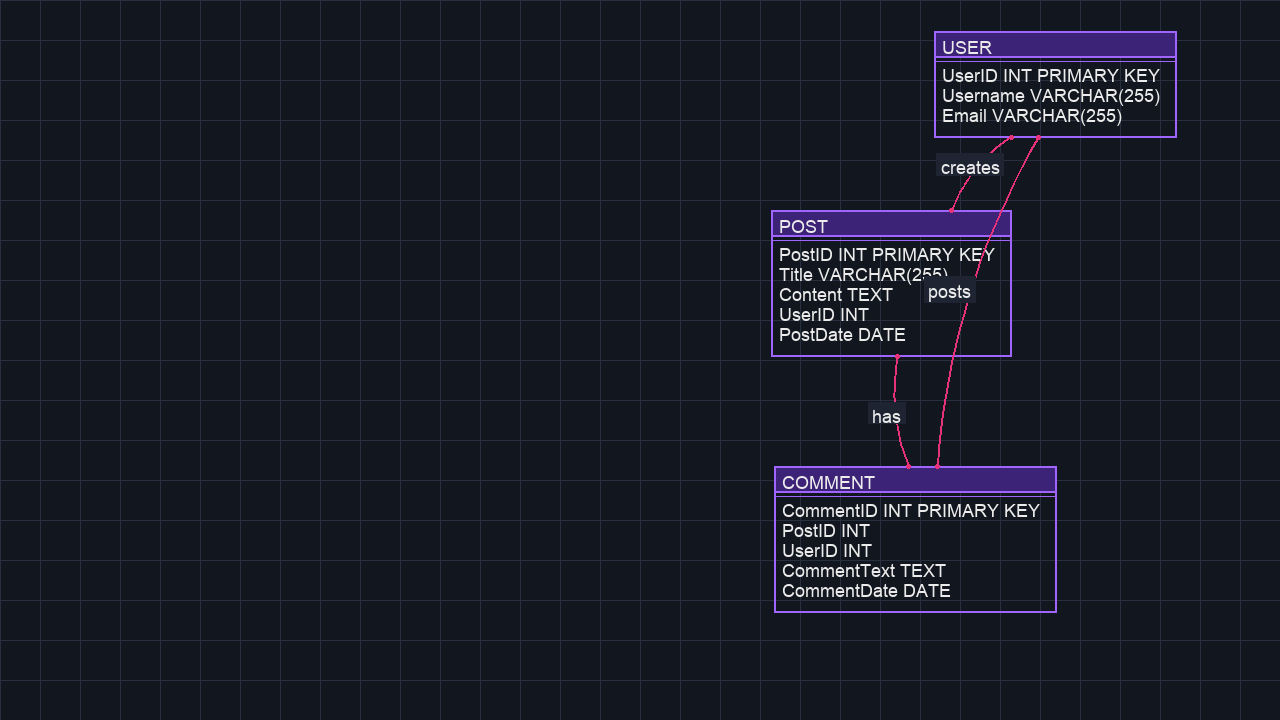 USER
UserID INT PRIMARY KEY
Username VARCHAR(255)
Email VARCHAR(255)
creates
POST
PostID INT PRIMARY KEY
Title VARCHAR(255)
Content TEXT
UserID INT
PostDate DATE
posts
has
COMMENT
CommentID INT PRIMARY KEY
PostID INT
UserID INT
CommentText TEXT
CommentDate DATE